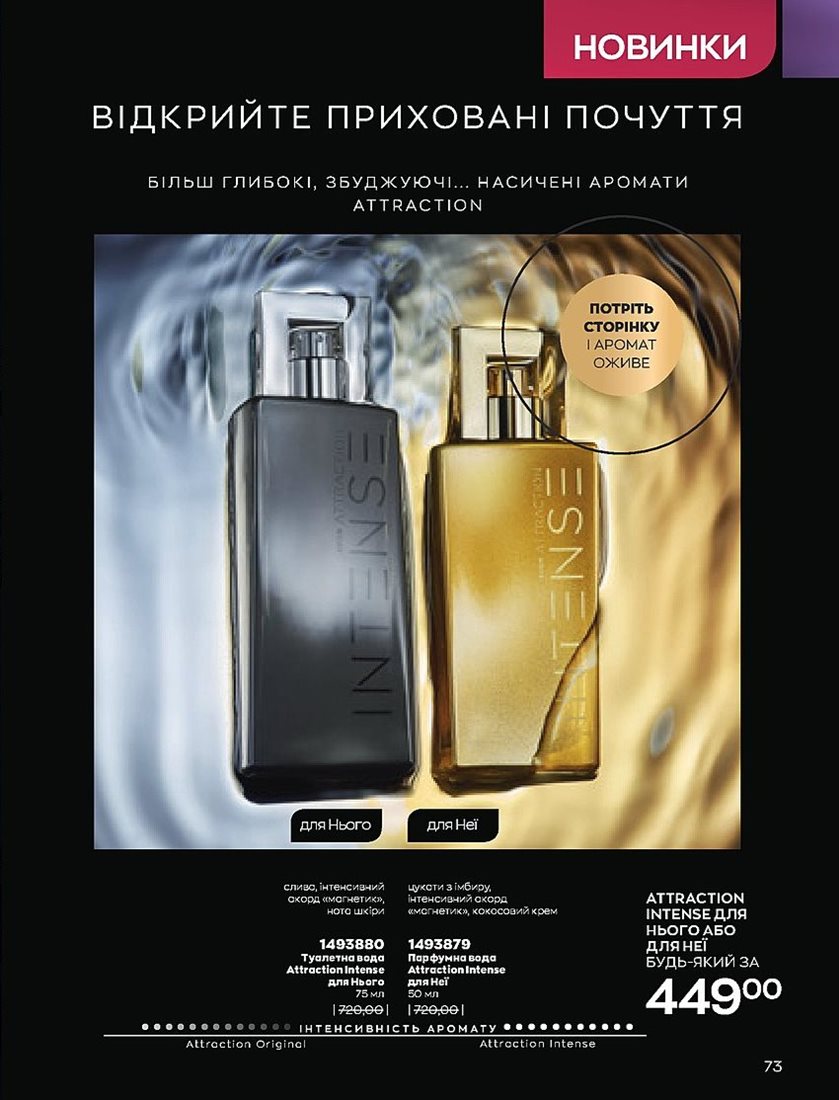 НОВИНКИ
ВІДКРИЙТЕ ПРИХОВАНІ ПОЧУТТЯ
БІЛЬШ ГЛИБОКІ, ЗБУДЖУЮЧІ... НАСИЧЕНІ АРОМАТИ
ATTRACTION
ПОТРІТЬ
СТОРІНКУ
І АРОМАТ
ОЖИВЕ
ATTRACTION
INTENSE
ATTRACTION
INTENSE
для Нього
для Неї
слива, інтенсивний
акорд «магнетик»,
нота шкіри
1493880
Туалетна вода
Attraction Intense
для Нього
75 мл
|720,00|
цукати з імбиру,
інтенсивний акорд
«магнетик», кокосовий крем
1493879
Парфумна вода
Attraction Intense
для Неї
50 мл
|720,00|
ATTRACTION
INTENSE ДЛЯ
НЬОГО АБО
ДЛЯ НЕЇ
БУДЬ-ЯКИЙ ЗА
449⁰⁰
ІНТЕНСИВНІСТЬ АРОМАТУ
Attraction Original
Attraction Intense
73